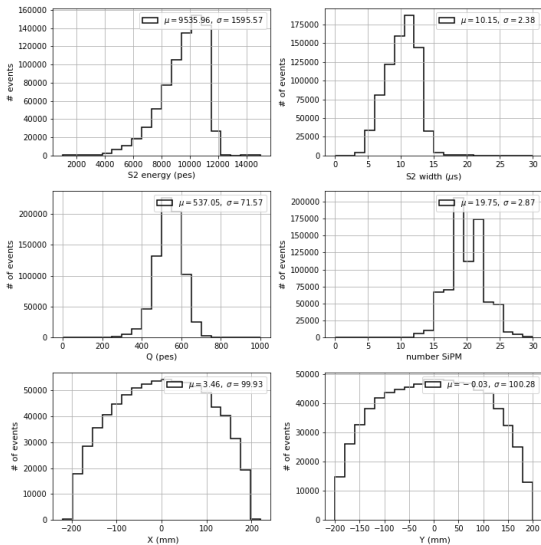 160000
140000
120000
100000
80000
60000
40000
20000
0
# events
μ=9535.96, σ=1595.57
2000 4000 6000 8000 10000 12000 14000
S2 energy (pes)
175000
150000
125000
100000
75000
50000
25000
0
# of events
μ=10.15, σ=2.38
0 5 10 15 20 25 30
S2 width (μs)
200000
150000
100000
50000
0
# of events
μ=537.05, σ=71.57
0 200 400 600 800 1000
Q (pes)
200000
175000
150000
125000
100000
75000
50000
25000
0
# of events
μ=19.75, σ=2.87
0 5 10 15 20 25 30
number SiPM
50000
40000
30000
20000
10000
0
# of events
μ=3.46, σ=99.93
−200 −100 0 100 200
X (mm)
50000
40000
30000
20000
10000
0
# of events
μ=−0.03, σ=100.28
−200 −150 −100 −50 0 50 100 150 200
Y (mm)